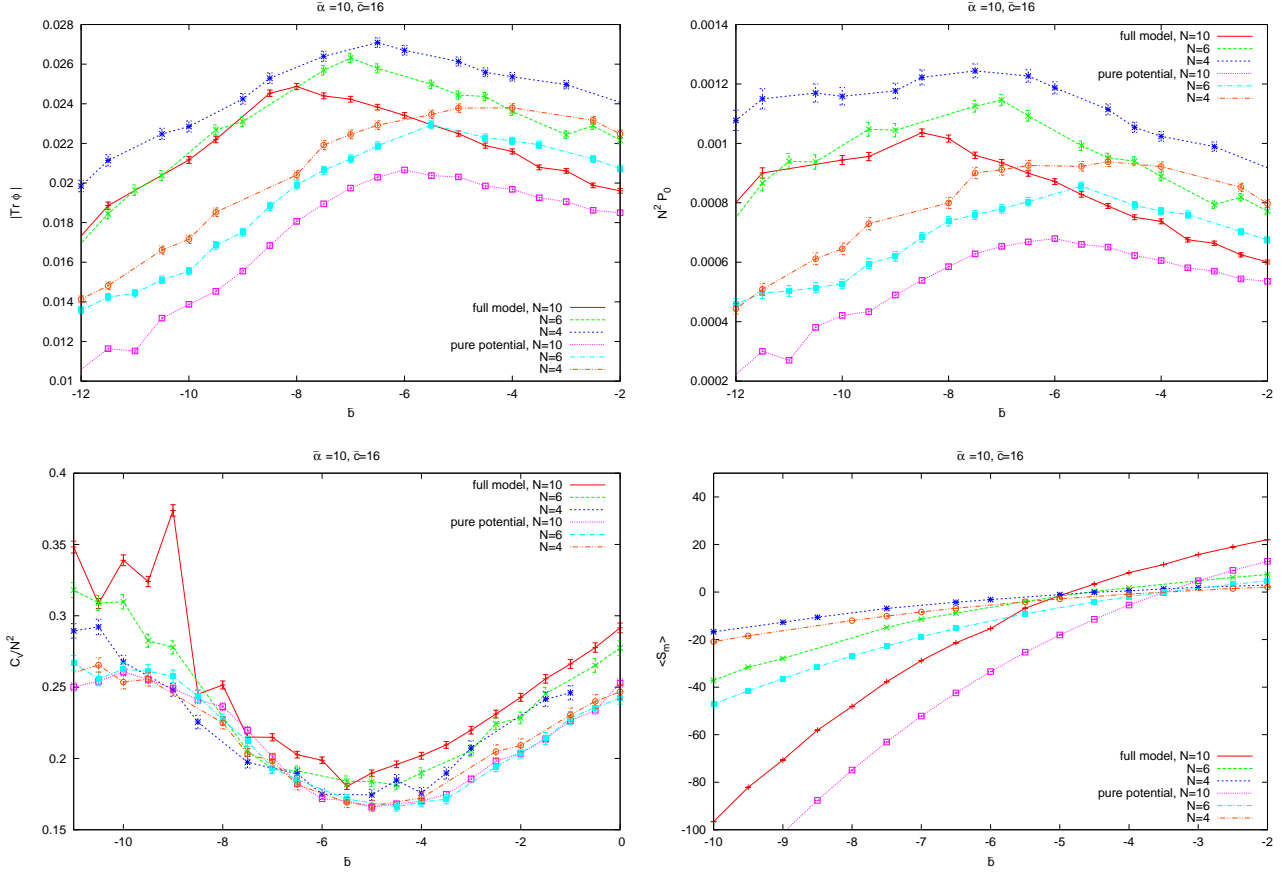 ᾱ =10, c̄=16
|Tr ϕ |
0.028
0.026
0.024
0.022
0.02
0.018
0.016
0.014
0.012
0.01
-12
-10
-8
-6
-4
-2
b̄
full model, N=10
N=6
N=4
pure potential, N=10
N=6
N=4
ᾱ =10, c̄=16
N² P₀
0.0014
0.0012
0.001
0.0008
0.0006
0.0004
0.0002
-12
-10
-8
-6
-4
-2
b̄
full model, N=10
N=6
N=4
pure potential, N=10
N=6
N=4
ᾱ =10, c̄=16
Cᵥ/N²
0.4
0.35
0.3
0.25
0.2
0.15
-10
-8
-6
-4
-2
0
b̄
full model, N=10
N=6
N=4
pure potential, N=10
N=6
N=4
ᾱ =10, c̄=16
<Sₘ>
40
20
0
-20
-40
-60
-80
-100
-10
-9
-8
-7
-6
-5
-4
-3
-2
b̄
full model, N=10
N=6
N=4
pure potential, N=10
N=6
N=4